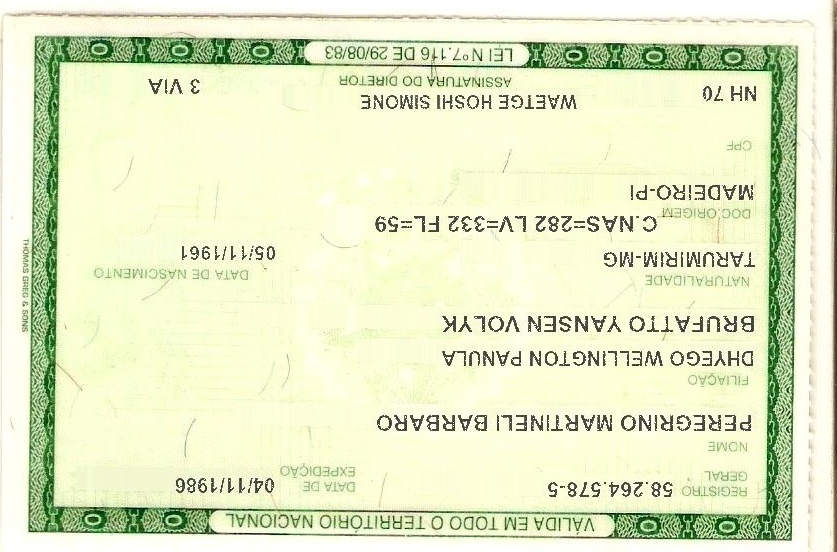 VÁLIDA EM TODO O TERRITÓRIO NACIONAL
REGISTRO GERAL 58.264.578-5 DATA DE EXPEDIÇÃO 04/11/1986
NOME
PEREGRINO MARTINELI BARBARO
FILIAÇÃO
DHYEGO WELLINGTON PANULA
BRUFATTO YANSEN VOLYK
NATURALIDADE DATA DE NASCIMENTO
TARUMIRIM-MG 05/11/1961
DOC.ORIGEM C.NAS=282 LV=332 FL=59
MADEIRO-PI
CPF
NH 70 WAETGE HOSHI SIMONE 3 VIA
ASSINATURA DO DIRETOR
LEI Nº 7.116 DE 29/08/83
THOMAS GREG & SONS